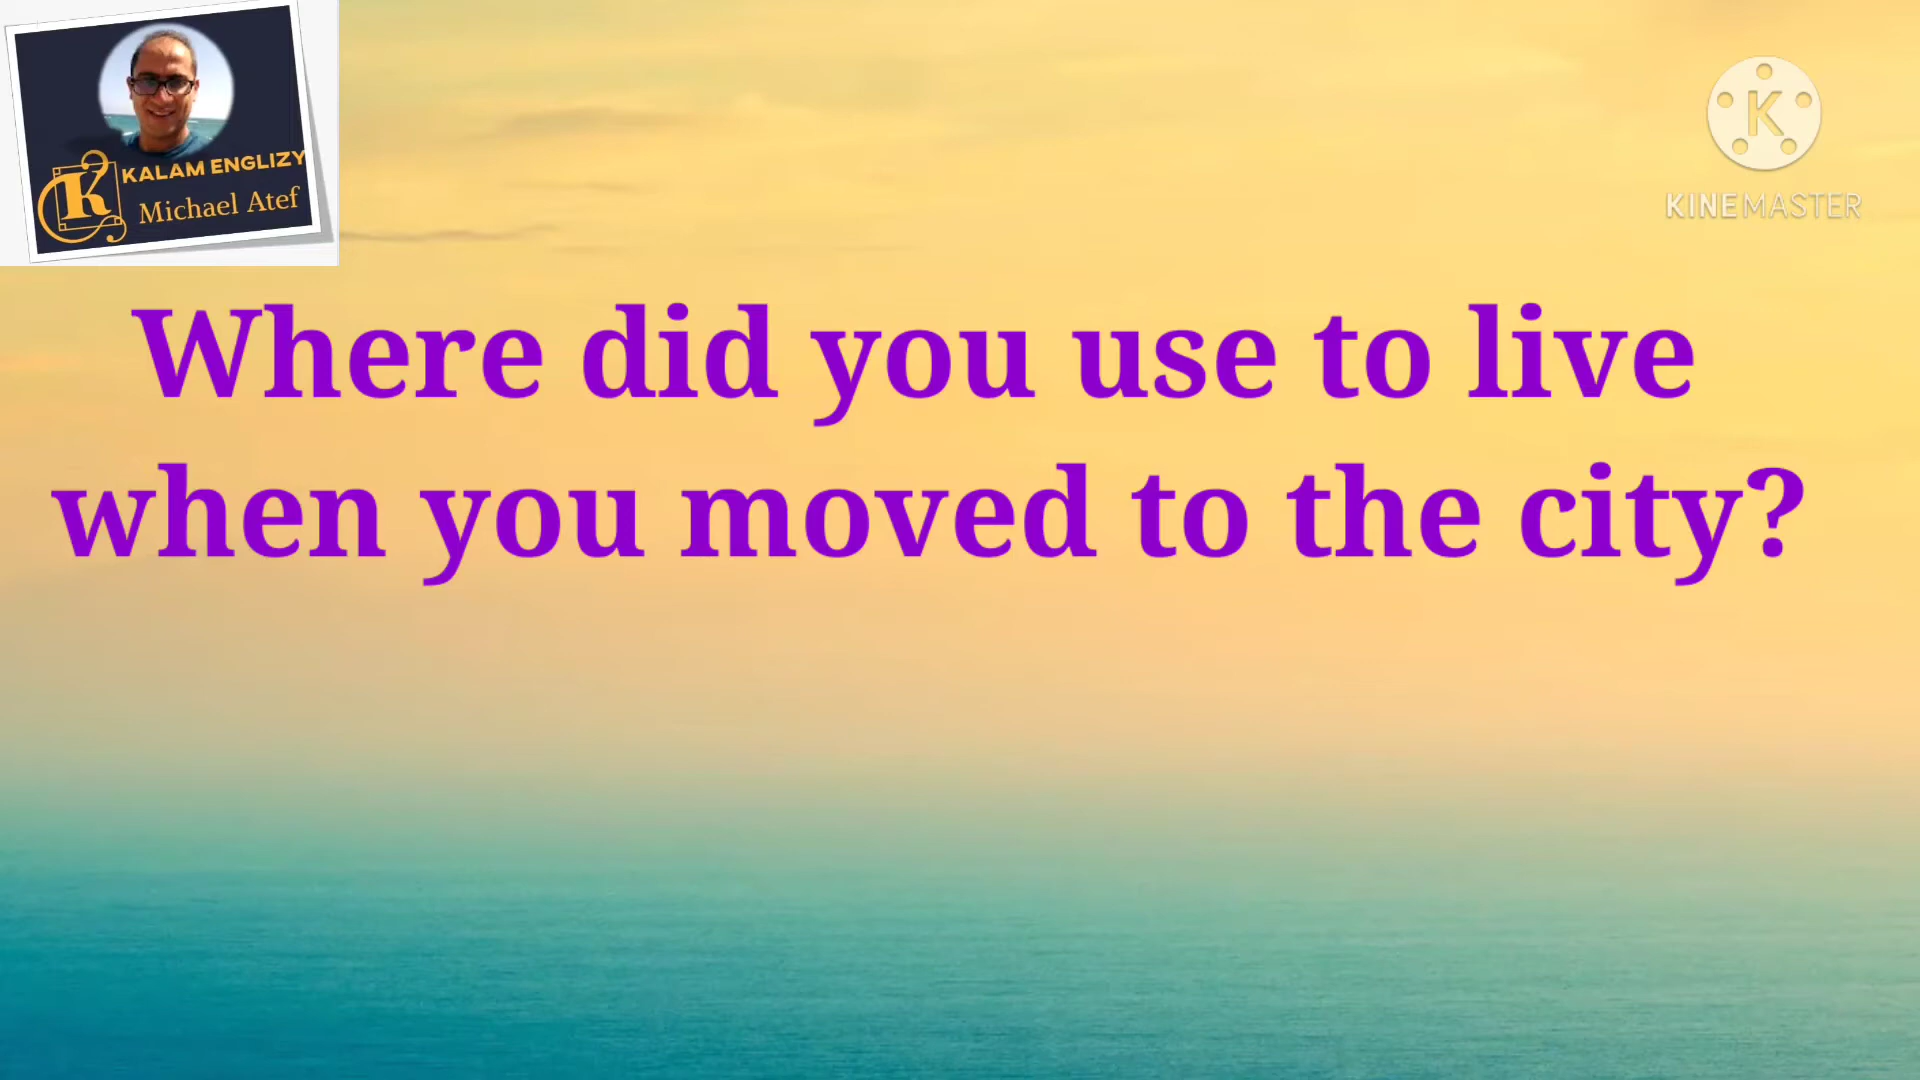 KALAM ENGLIZY
Michael Atef
K
KINEMASTER
Where did you use to live
when you moved to the city?